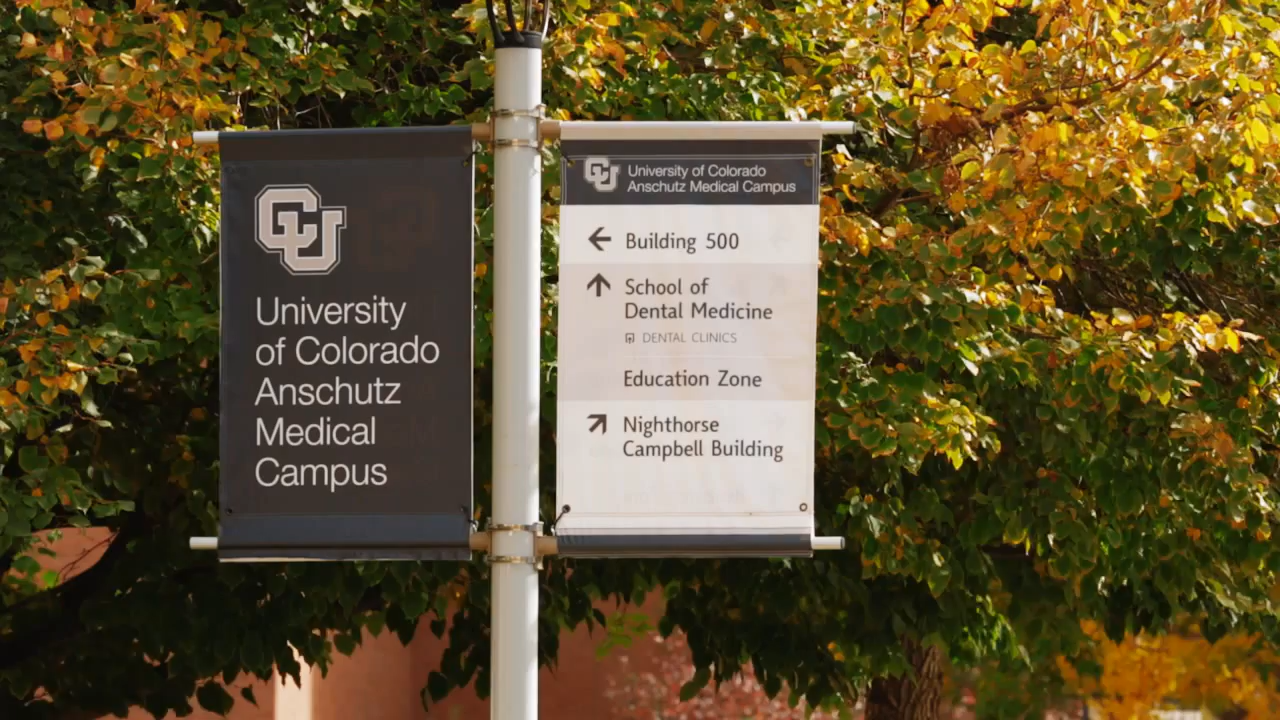 CU
University
of Colorado
Anschutz
Medical
Campus
CU
University of Colorado
Anschutz Medical Campus
Building 500
School of
Dental Medicine
DENTAL CLINICS
Education Zone
Nighthorse
Campbell Building